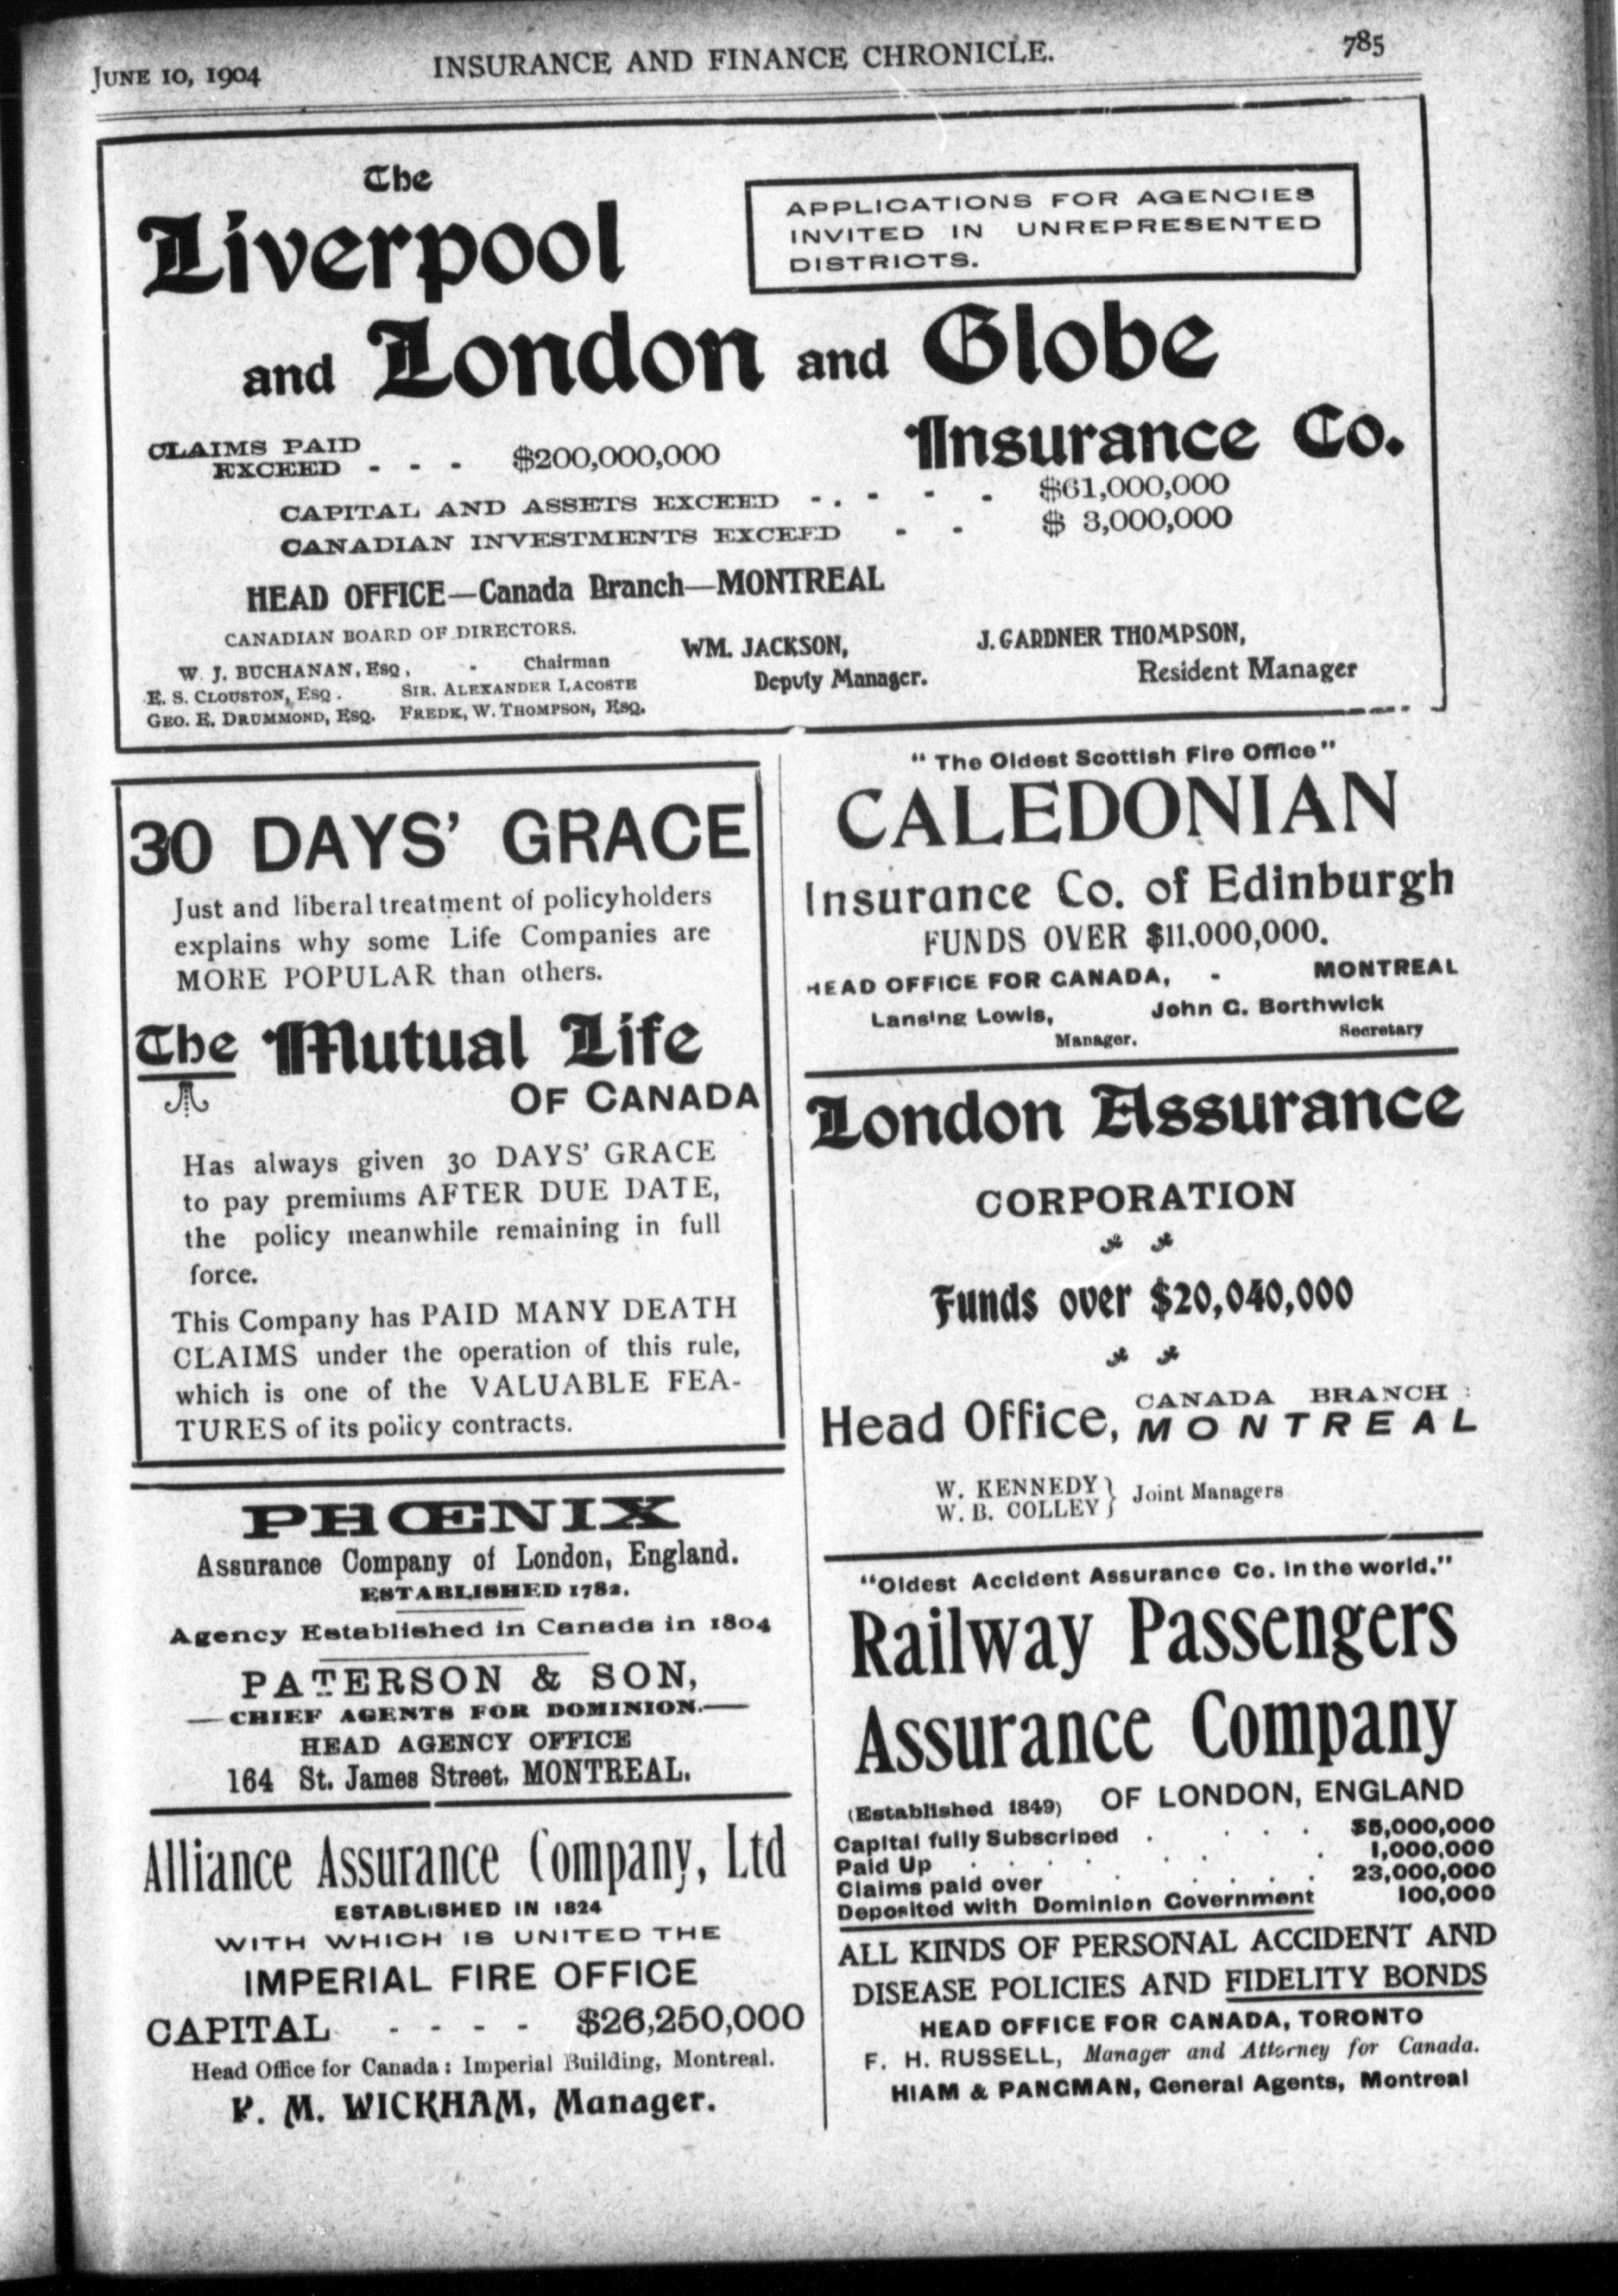 JUNE 10, 1904
INSURANCE AND FINANCE CHRONICLE.
785
The
Liverpool
and London and Globe
Insurance Co.
APPLICATIONS FOR AGENCIES
INVITED IN UNREPRESENTED
DISTRICTS.
CLAIMS PAID
EXCEED - - - $200,000,000
CAPITAL AND ASSETS EXCEED - . - - . $61,000,000
CANADIAN INVESTMENTS EXCEED - - $ 3,000,000
HEAD OFFICE—Canada Branch—MONTREAL
CANADIAN BOARD OF DIRECTORS.
W. J. BUCHANAN, ESQ, - Chairman
E. S. CLOUSTON, ESQ. SIR. ALEXANDER LACOSTE
GEO. E. DRUMMOND, ESQ. FREDK, W. THOMPSON, ESQ.
WM. JACKSON,
Deputy Manager.
J. GARDNER THOMPSON,
Resident Manager
30 DAYS' GRACE
Just and liberal treatment of policyholders
explains why some Life Companies are
MORE POPULAR than others.
The Mutual Life
OF CANADA
Has always given 30 DAYS' GRACE
to pay premiums AFTER DUE DATE,
the policy meanwhile remaining in full
force.
This Company has PAID MANY DEATH
CLAIMS under the operation of this rule,
which is one of the VALUABLE FEA-
TURES of its policy contracts.
PHŒNIX
Assurance Company of London, England.
ESTABLISHED 1782.
Agency Established in Canada in 1804
PATERSON & SON,
—CHIEF AGENTS FOR DOMINION.—
HEAD AGENCY OFFICE
164 St. James Street, MONTREAL.
Alliance Assurance Company, Ltd
ESTABLISHED IN 1824
WITH WHICH IS UNITED THE
IMPERIAL FIRE OFFICE
CAPITAL - - - - $26,250,000
Head Office for Canada: Imperial Building, Montreal.
P. M. WICKHAM, Manager.
"The Oldest Scottish Fire Office"
CALEDONIAN
Insurance Co. of Edinburgh
FUNDS OVER $11,000,000.
HEAD OFFICE FOR CANADA, - MONTREAL
Lansing Lewis, John G. Borthwick
Manager. Secretary
London Assurance
CORPORATION
Funds over $20,040,000
Head Office, CANADA BRANCH :
MONTREAL
W. KENNEDY } Joint Managers
W. B. COLLEY }
"Oldest Accident Assurance Co. in the world."
Railway Passengers
Assurance Company
(Established 1849) OF LONDON, ENGLAND
Capital fully Subscribed . . . . $5,000,000
Paid Up . . . . . . . 1,000,000
Claims paid over . . . . . 23,000,000
Deposited with Dominion Government 100,000
ALL KINDS OF PERSONAL ACCIDENT AND
DISEASE POLICIES AND FIDELITY BONDS
HEAD OFFICE FOR CANADA, TORONTO
F. H. RUSSELL, Manager and Attorney for Canada.
HIAM & PANGMAN, General Agents, Montreal